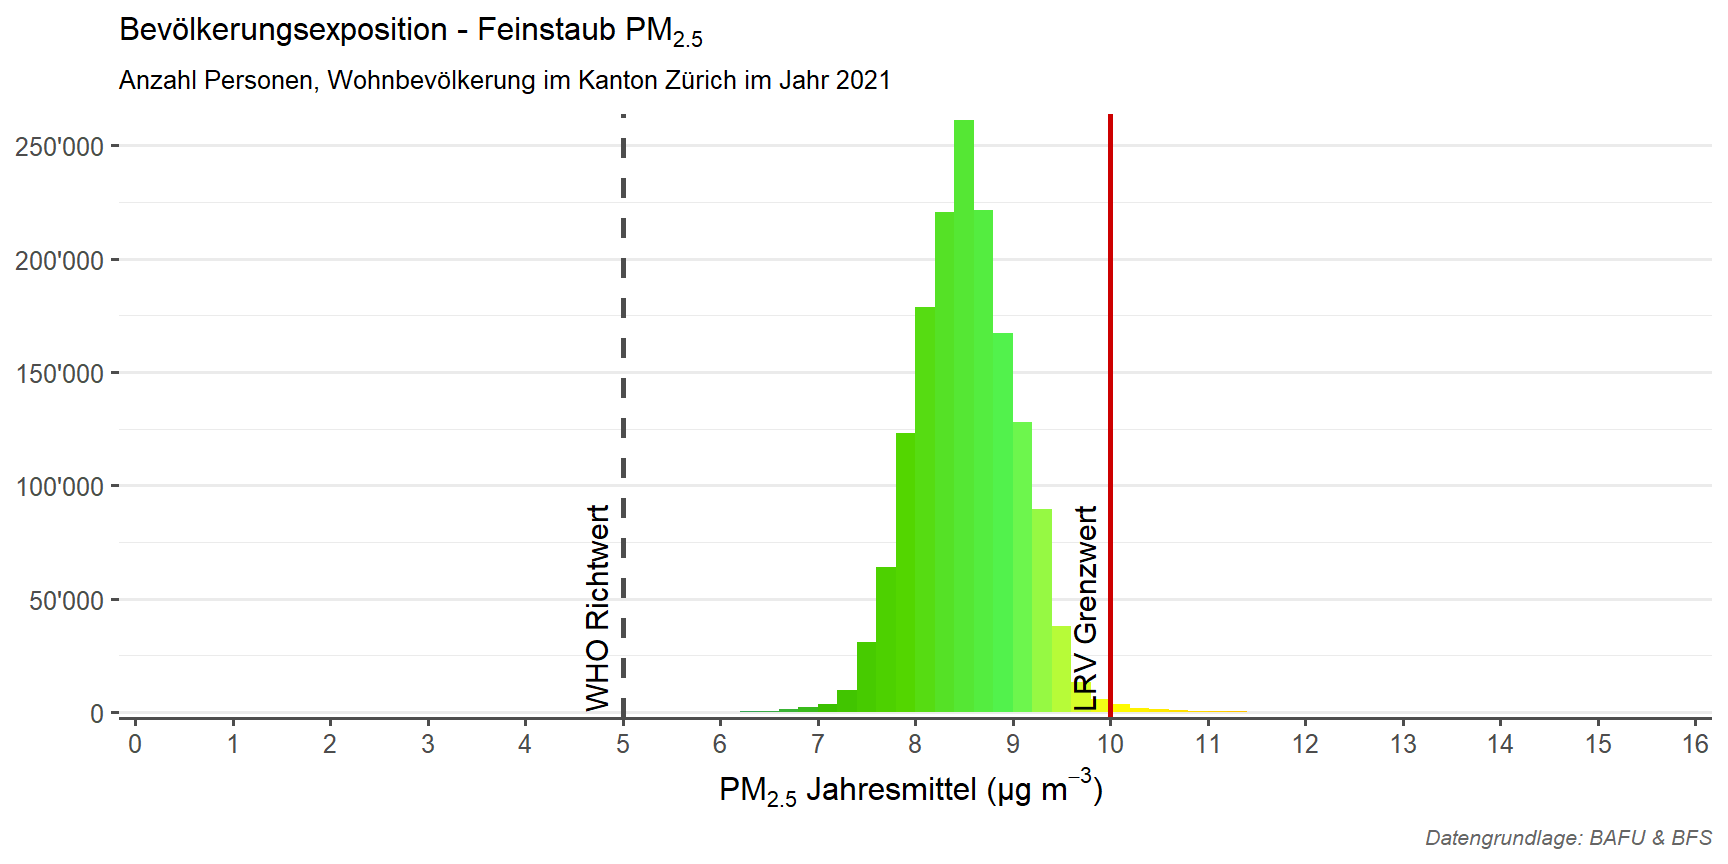 Bevölkerungsexposition - Feinstaub PM2.5
Anzahl Personen, Wohnbevölkerung im Kanton Zürich im Jahr 2021
250'000
200'000
150'000
100'000
50'000
0
WHO Richtwert
LRV Grenzwert
0 1 2 3 4 5 6 7 8 9 10 11 12 13 14 15 16
PM2.5 Jahresmittel (µg m−3)
Datengrundlage: BAFU & BFS